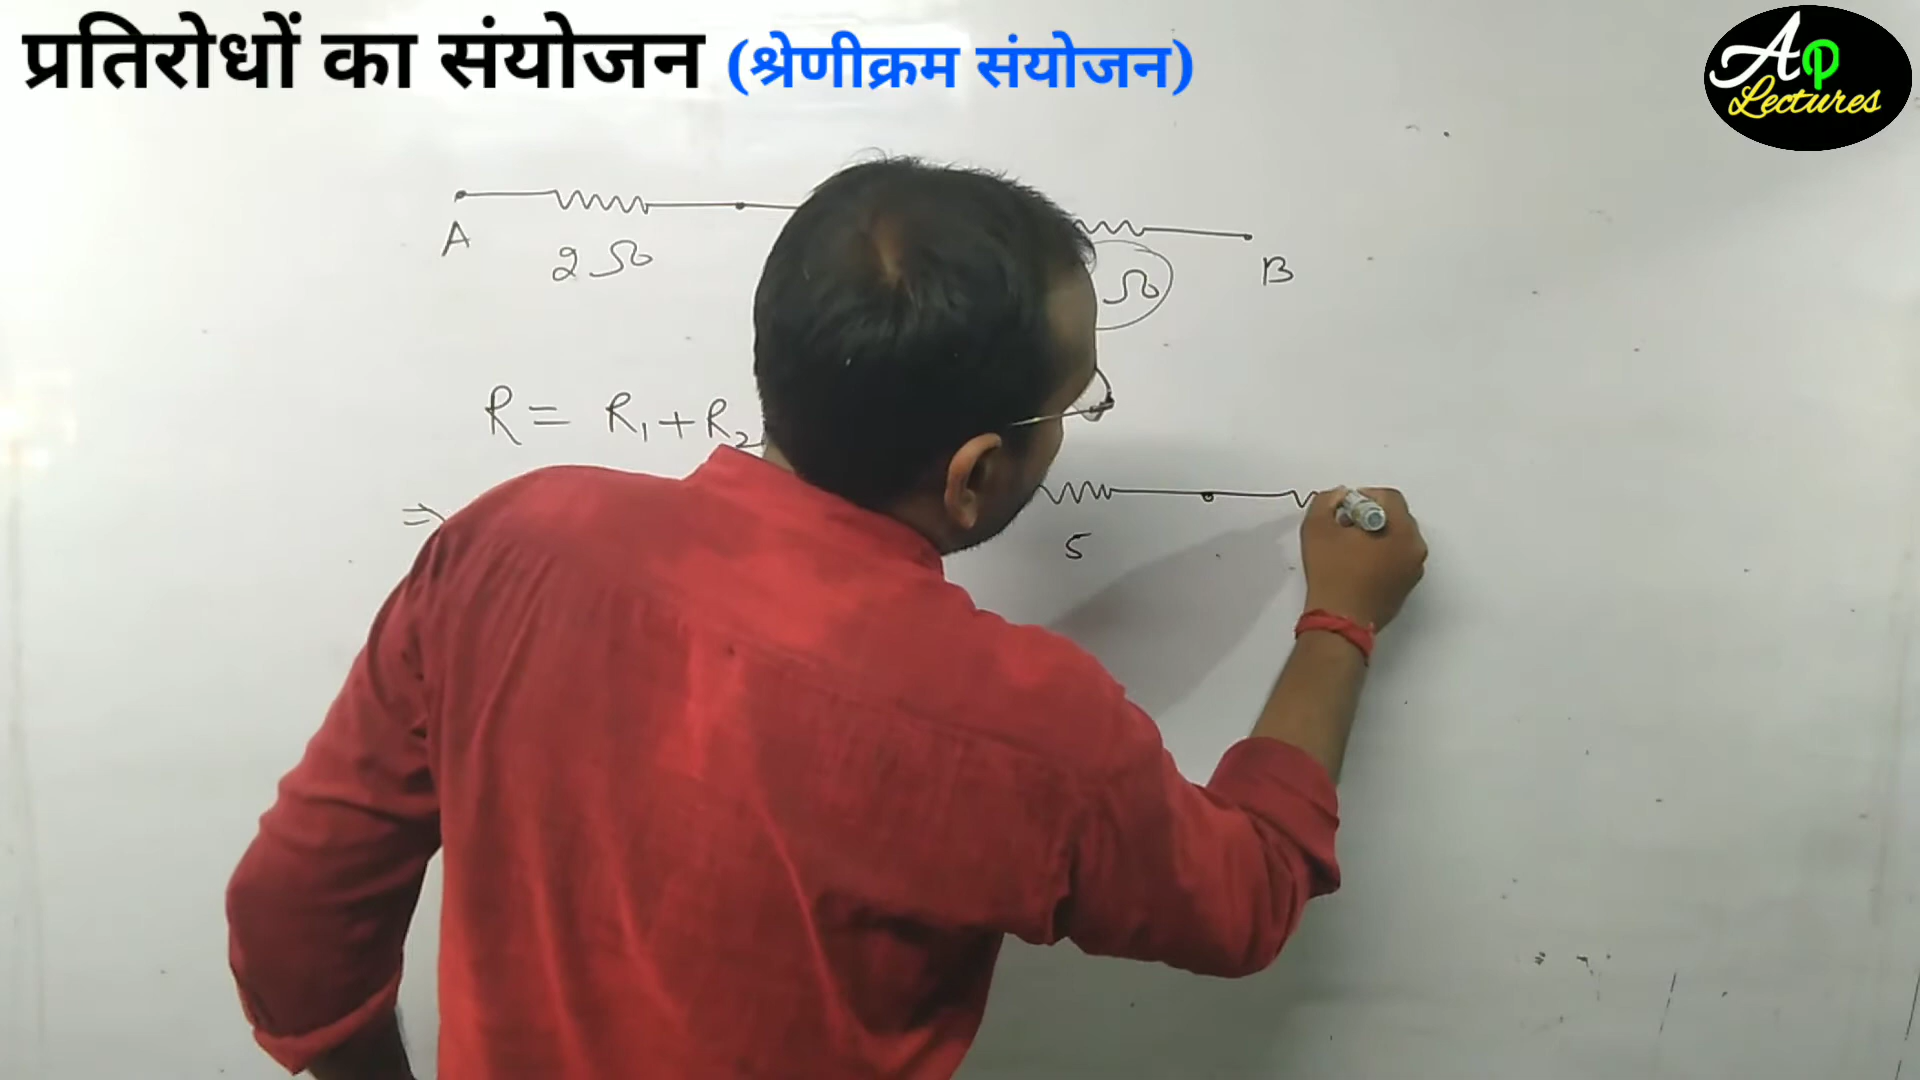 प्रतिरोधों का संयोजन (श्रेणीक्रम संयोजन)
Ap
Lectures
A
B
2 Ω
Ω
R = R₁ + R₂
⇒
5